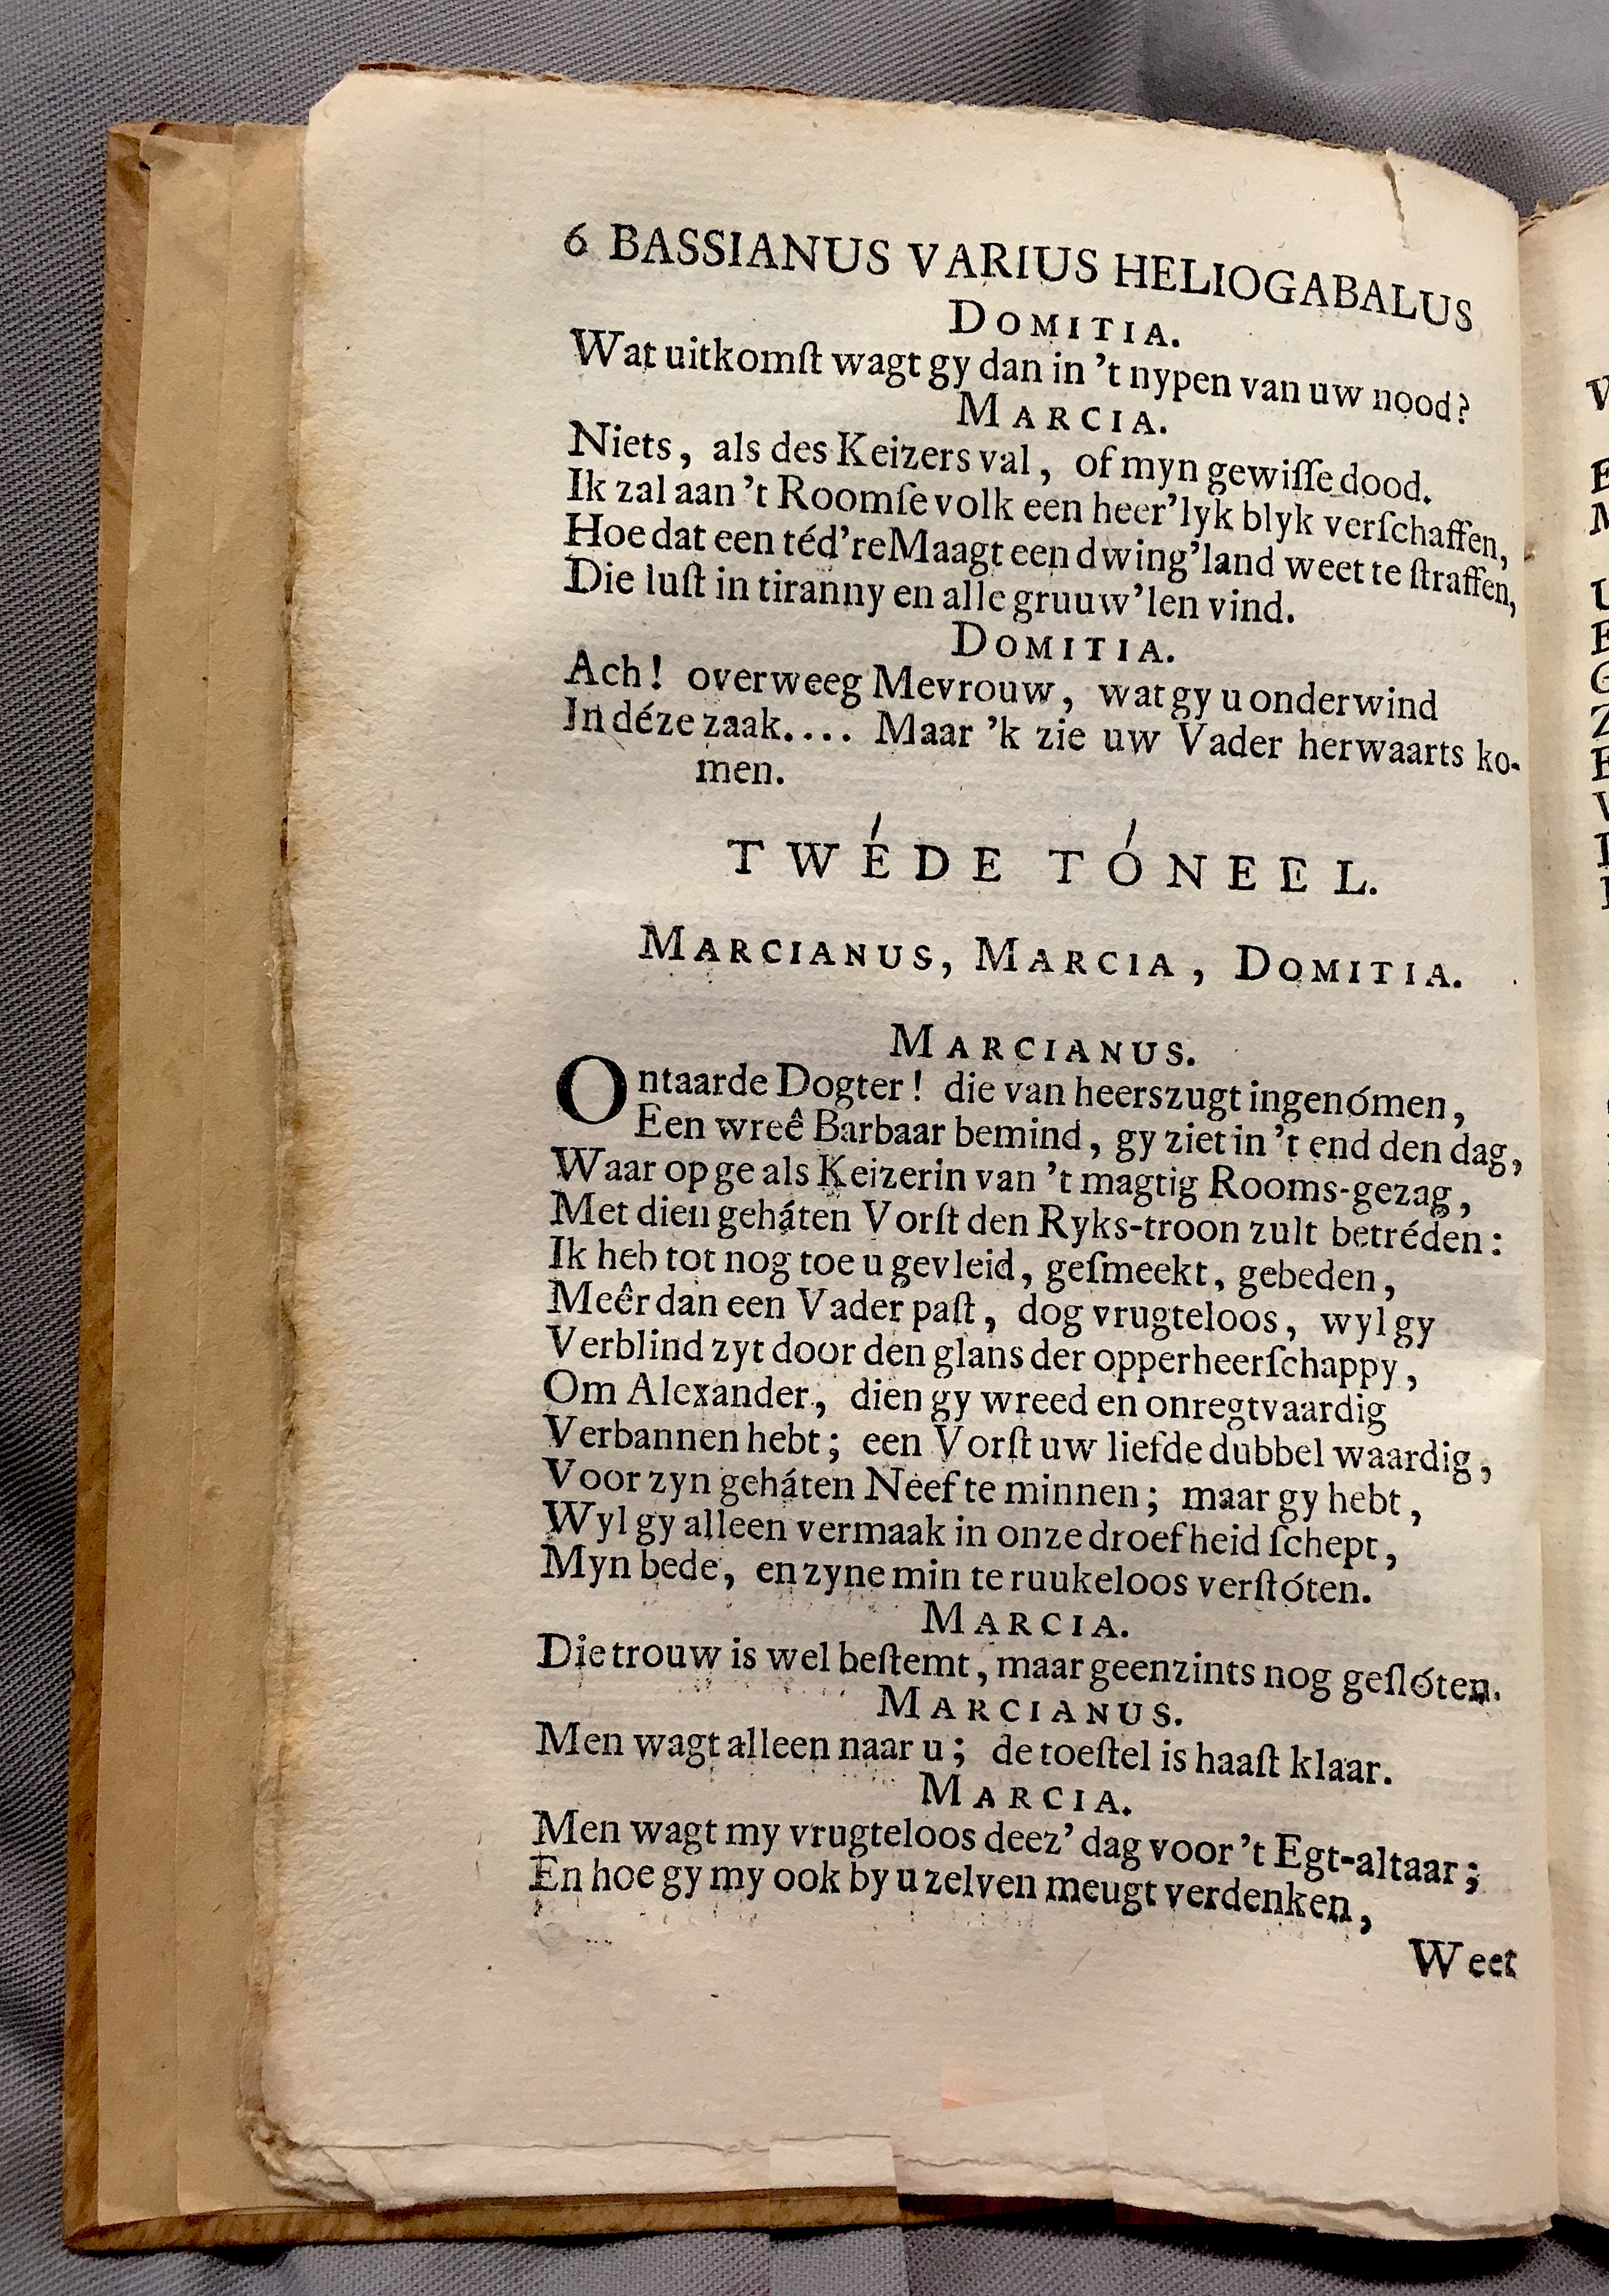 6 BASSIANUS VARIUS HELIOGABALUS
DOMITIA.
Wat uitkomſt wagt gy dan in 't nypen van uw nood?
MARCIA.
Niets, als des Keizers val, of myn gewiſſe dood.
Ik zal aan 't Roomſe volk een heer'lyk blyk verſchaffen,
Hoe dat een téd're Maagt een dwing'land weet te ſtraffen,
Die luſt in tiranny en alle gruuw'len vind.
DOMITIA.
Ach! overweeg Mevrouw, wat gy u onderwind
In déze zaak.... Maar 'k zie uw Vader herwaarts ko-
men.
TWÉDE TÓNEEL.
MARCIANUS, MARCIA, DOMITIA.
MARCIANUS.
Ontaarde Dogter! die van heerszugt ingenómen,
Een wreê Barbaar bemind, gy ziet in 't end den dag,
Waar op ge als Keizerin van 't magtig Rooms-gezag,
Met dien geháten Vorſt den Ryks-troon zult betréden:
Ik heb tot nog toe u gevleid, geſmeekt, gebeden,
Meêr dan een Vader paſt, dog vrugteloos, wyl gy
Verblind zyt door den glans der opperheerſchappy,
Om Alexander, dien gy wreed en onregtvaardig
Verbannen hebt; een Vorſt uw liefde dubbel waardig,
Voor zyn geháten Neef te minnen; maar gy hebt,
Wyl gy alleen vermaak in onze droefheid ſchept,
Myn bede, en zyne min te ruukeloos verſtóten.
MARCIA.
Die trouw is wel beſtemt, maar geenzints nog geſlóten.
MARCIANUS.
Men wagt alleen naar u; de toeſtel is haaſt klaar.
MARCIA.
Men wagt my vrugteloos deez' dag voor 't Egt-altaar;
En hoe gy my ook by u zelven meugt verdenken,
Weet